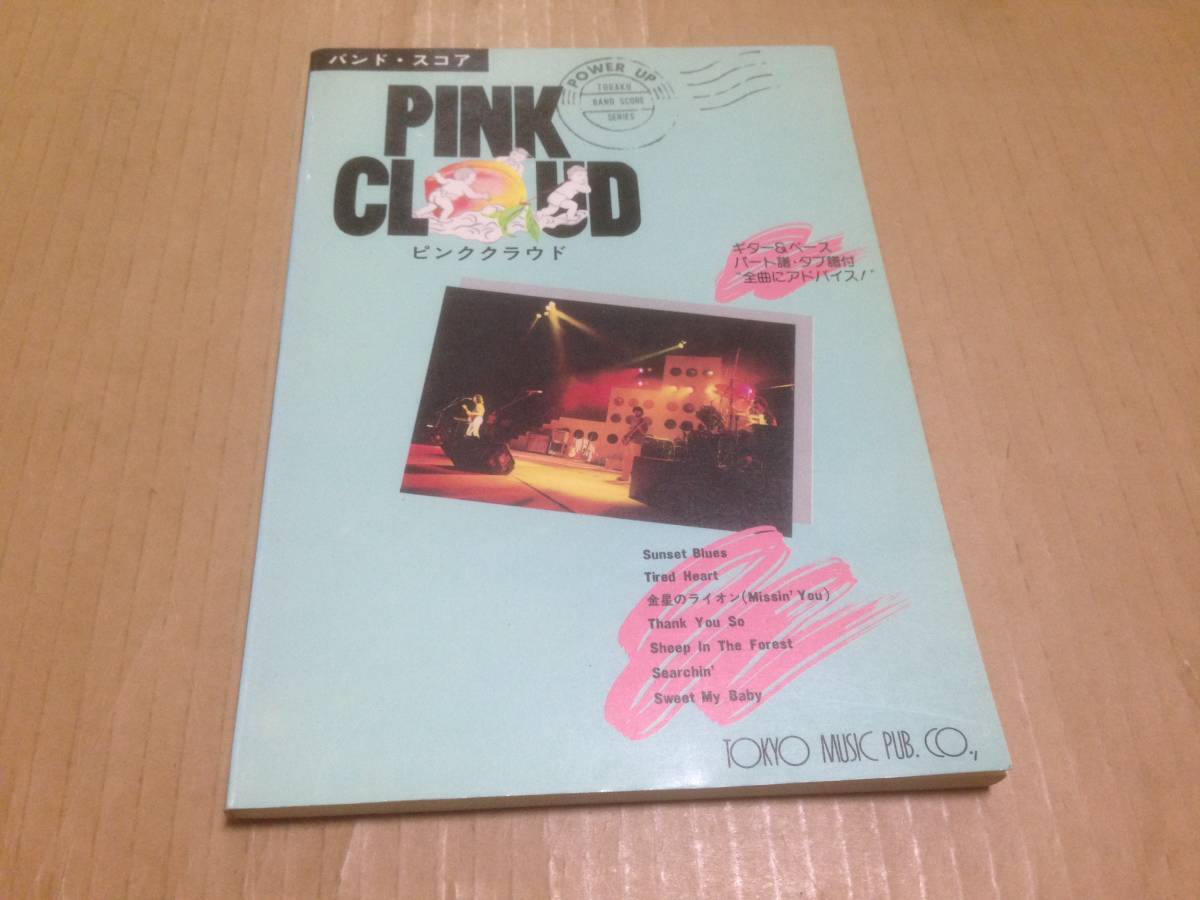 バンド・スコア
POWER UP
TOGAKU
BAND SCORE
SERIES
PINK
CLOUD
ピンククラウド
ギター&ベース
パート譜・タブ譜付
"全曲にアドバイス!"
Sunset Blues
Tired Heart
金星のライオン(Missin' You)
Thank You So
Sheep In The Forest
Searchin'
Sweet My Baby
TOKYO MUSIC PUB. CO.,